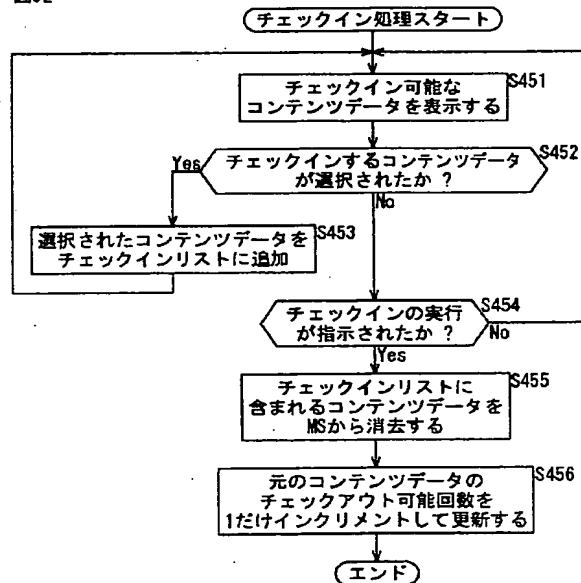 チェックイン処理スタート
チェックイン可能な
コンテンツデータを表示する
S451
チェックインするコンテンツデータ
が選択されたか ?
S452
Yes
No
選択されたコンテンツデータを
チェックインリストに追加
S453
チェックインの実行
が指示されたか ?
S454
No
Yes
チェックインリストに
含まれるコンテンツデータを
MSから消去する
S455
元のコンテンツデータの
チェックアウト可能回数を
1だけインクリメントして更新する
S456
エンド